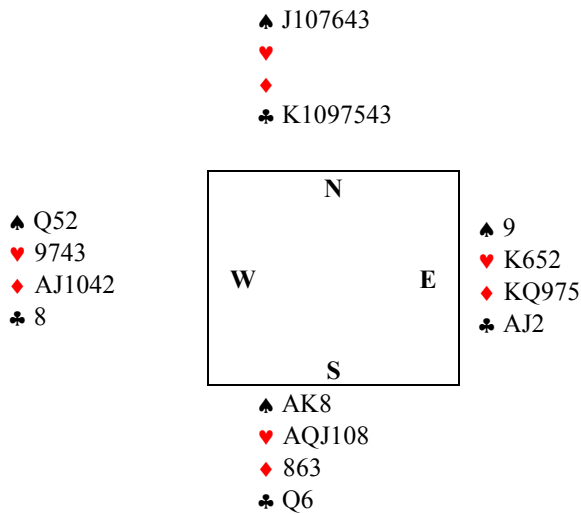 ♠ J107643
♥
♦
♣ K1097543
N
♠ Q52
♥ 9743
♦ AJ1042
♣ 8
W
E
♠ 9
♥ K652
♦ KQ975
♣ AJ2
S
♠ AK8
♥ AQJ108
♦ 863
♣ Q6